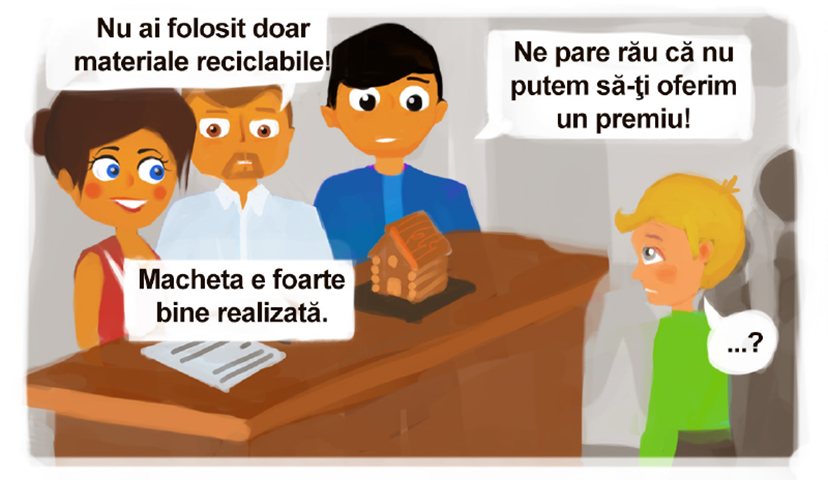 Nu ai folosit doar
materiale reciclabile!
Ne pare rău că nu
putem să-ţi oferim
un premiu!
Macheta e foarte
bine realizată.
...?